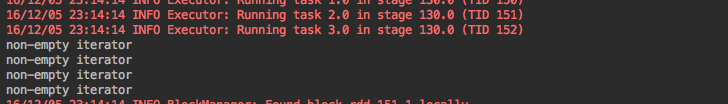 16/12/05 23:14:14 INFO Executor: Running task 1.0 in stage 130.0 (TID 150)
16/12/05 23:14:14 INFO Executor: Running task 2.0 in stage 130.0 (TID 151)
16/12/05 23:14:14 INFO Executor: Running task 3.0 in stage 130.0 (TID 152)
non-empty iterator
non-empty iterator
non-empty iterator
non-empty iterator
16/12/05 23:14:14 INFO BlockManager: Found block rdd_151_1 locally